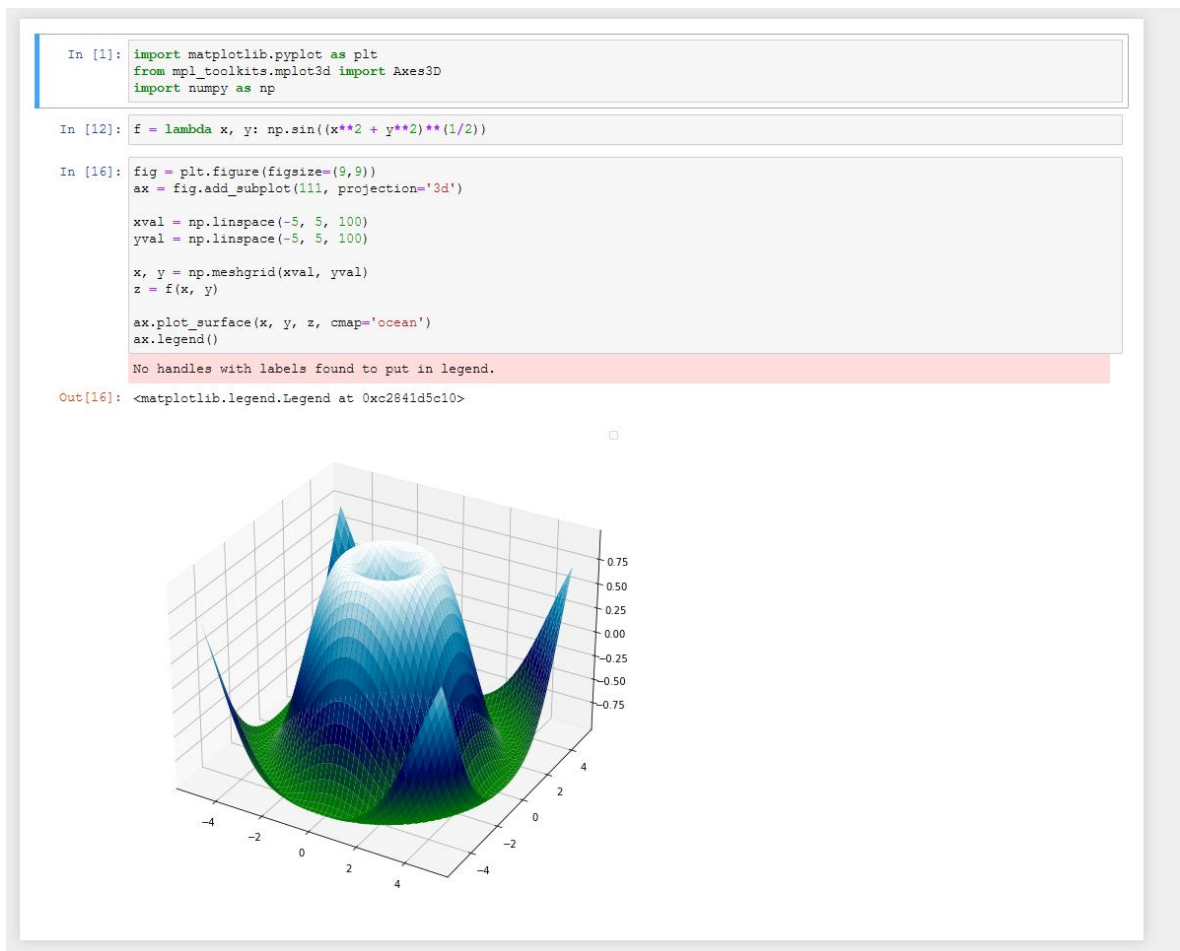 In [1]: import matplotlib.pyplot as plt
from mpl_toolkits.mplot3d import Axes3D
import numpy as np
In [12]: f = lambda x, y: np.sin((x**2 + y**2)**(1/2))
In [16]: fig = plt.figure(figsize=(9,9))
ax = fig.add_subplot(111, projection='3d')
xval = np.linspace(-5, 5, 100)
yval = np.linspace(-5, 5, 100)
x, y = np.meshgrid(xval, yval)
z = f(x, y)
ax.plot_surface(x, y, z, cmap='ocean')
ax.legend()
No handles with labels found to put in legend.
Out[16]: <matplotlib.legend.Legend at 0xc2841d5c10>
0.75
0.50
0.25
0.00
−0.25
−0.50
−0.75
−4
−2
0
2
4
−4
−2
0
2
4